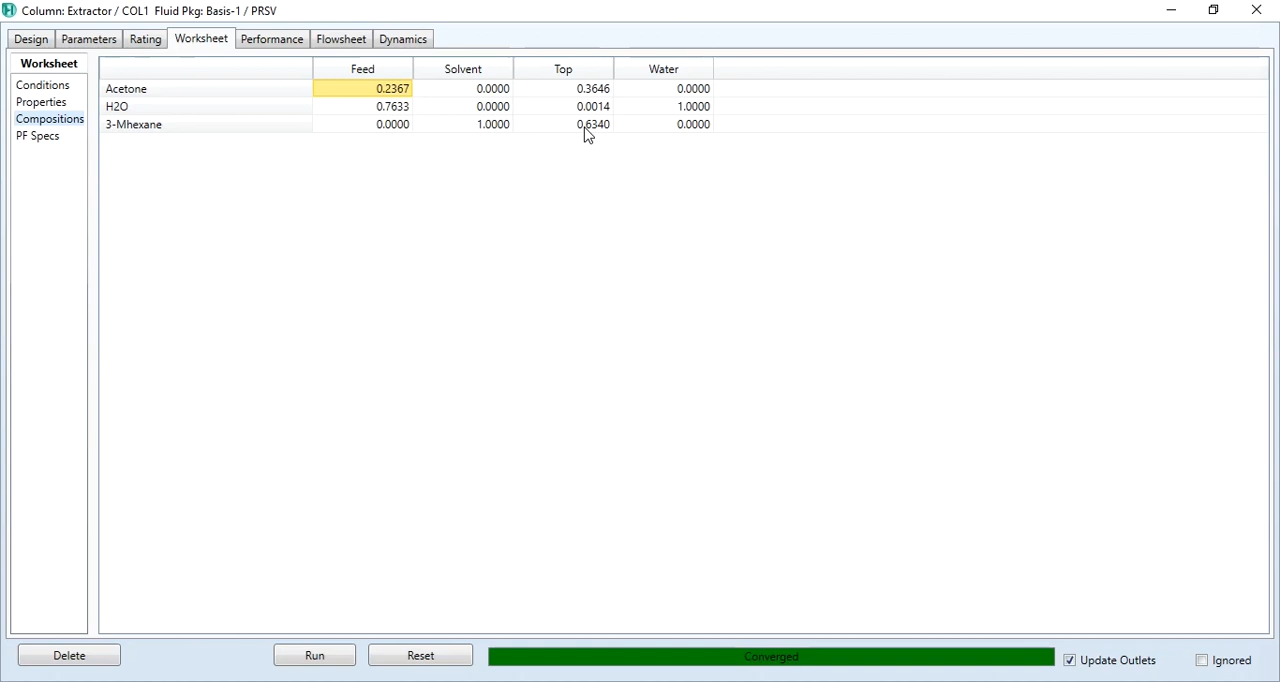 Column: Extractor / COL1 Fluid Pkg: Basis-1 / PRSV
Design Parameters Rating Worksheet Performance Flowsheet Dynamics
Worksheet
Conditions
Properties
Compositions
PF Specs
Feed Solvent Top Water
Acetone 0.2367 0.0000 0.3646 0.0000
H2O 0.7633 0.0000 0.0014 1.0000
3-Mhexane 0.0000 1.0000 0.6340 0.0000
Delete Run Reset Converged Update Outlets Ignored